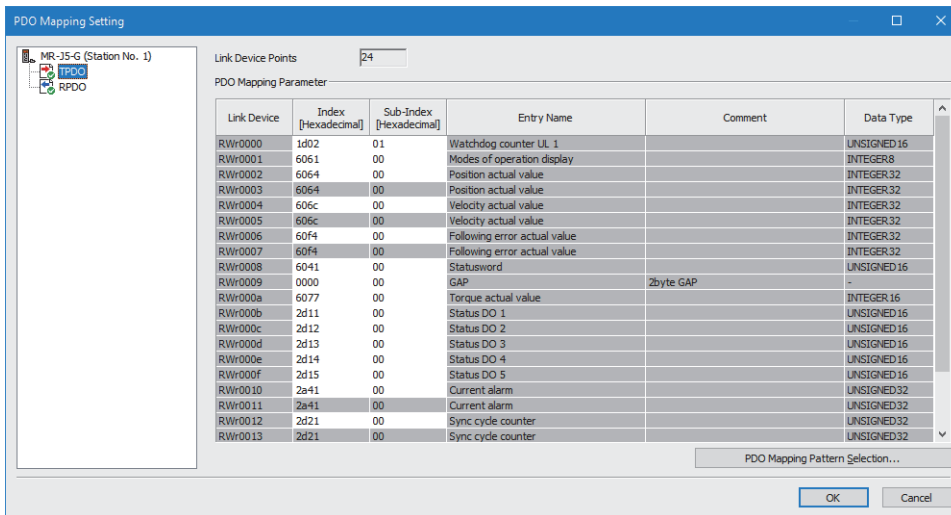 PDO Mapping Setting
MR-J5-G (Station No. 1)
TPDO
RPDO
Link Device Points 24
PDO Mapping Parameter
Link Device Index [Hexadecimal] Sub-Index [Hexadecimal] Entry Name Comment Data Type
RWr0000 1d02 01 Watchdog counter UL 1 UNSIGNED16
RWr0001 6061 00 Modes of operation display INTEGER8
RWr0002 6064 00 Position actual value INTEGER32
RWr0003 6064 00 Position actual value INTEGER32
RWr0004 606c 00 Velocity actual value INTEGER32
RWr0005 606c 00 Velocity actual value INTEGER32
RWr0006 60f4 00 Following error actual value INTEGER32
RWr0007 60f4 00 Following error actual value INTEGER32
RWr0008 6041 00 Statusword UNSIGNED16
RWr0009 0000 00 GAP 2byte GAP -
RWr000a 6077 00 Torque actual value INTEGER16
RWr000b 2d11 00 Status DO 1 UNSIGNED16
RWr000c 2d12 00 Status DO 2 UNSIGNED16
RWr000d 2d13 00 Status DO 3 UNSIGNED16
RWr000e 2d14 00 Status DO 4 UNSIGNED16
RWr000f 2d15 00 Status DO 5 UNSIGNED16
RWr0010 2a41 00 Current alarm UNSIGNED32
RWr0011 2a41 00 Current alarm UNSIGNED32
RWr0012 2d21 00 Sync cycle counter UNSIGNED32
RWr0013 2d21 00 Sync cycle counter UNSIGNED32
PDO Mapping Pattern Selection...
OK Cancel